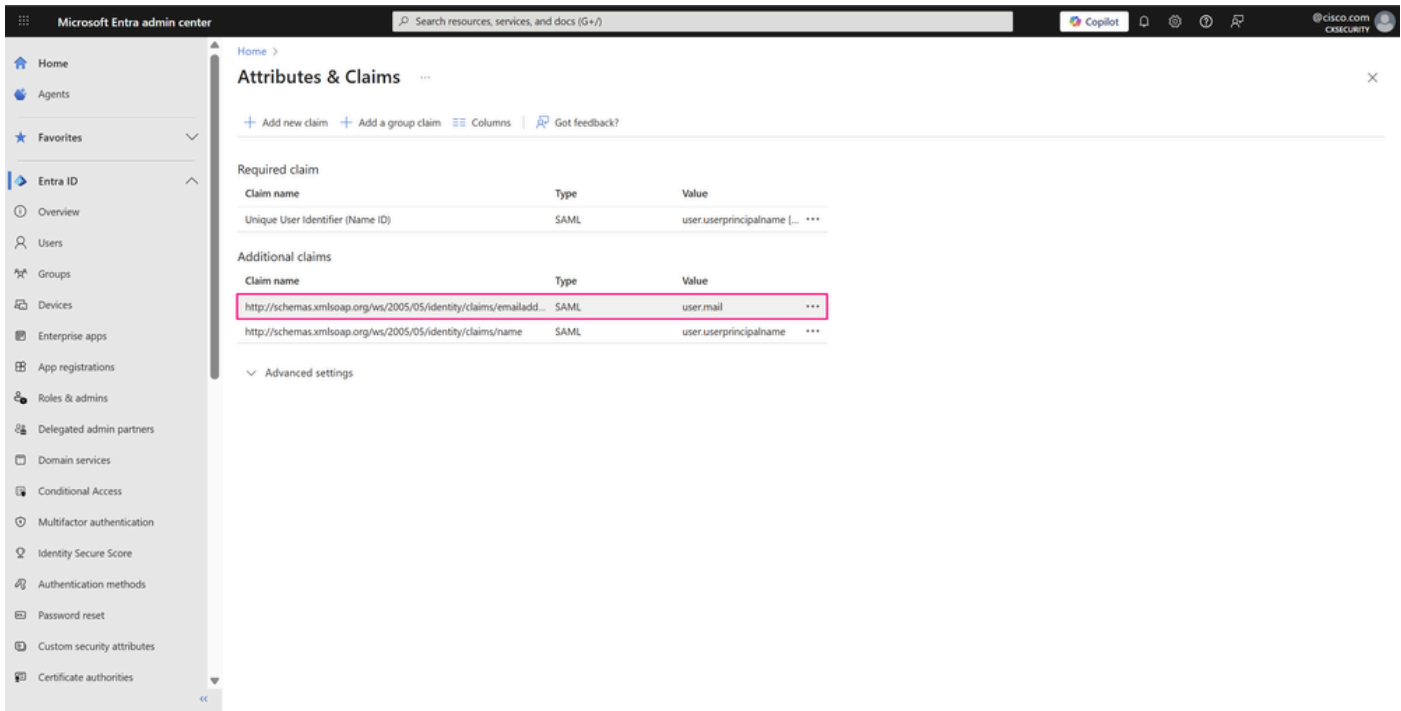 Microsoft Entra admin center
Search resources, services, and docs (G+/)
Copilot
@cisco.com
CXSECURITY
Home
Agents
Favorites
Entra ID
Overview
Users
Groups
Devices
Enterprise apps
App registrations
Roles & admins
Delegated admin partners
Domain services
Conditional Access
Multifactor authentication
Identity Secure Score
Authentication methods
Password reset
Custom security attributes
Certificate authorities
«
Home >
Attributes & Claims ...
+ Add new claim + Add a group claim Columns Got feedback?
Required claim
Claim name Type Value
Unique User Identifier (Name ID) SAML user.userprincipalname [... •••
Additional claims
Claim name Type Value
http://schemas.xmlsoap.org/ws/2005/05/identity/claims/emailadd... SAML user.mail •••
http://schemas.xmlsoap.org/ws/2005/05/identity/claims/name SAML user.userprincipalname •••
Advanced settings